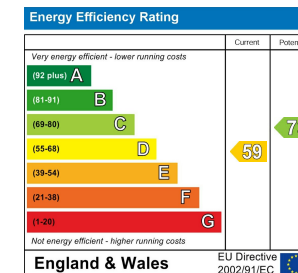 Energy Efficiency Rating
Current
Very energy efficient - lower running costs
(92 plus) A
(81-91) B
(69-80) C
(55-68) D
59
(39-54) E
(21-38) F
(1-20) G
Not energy efficient - higher running costs
England & Wales
EU Directive
2002/91/EC